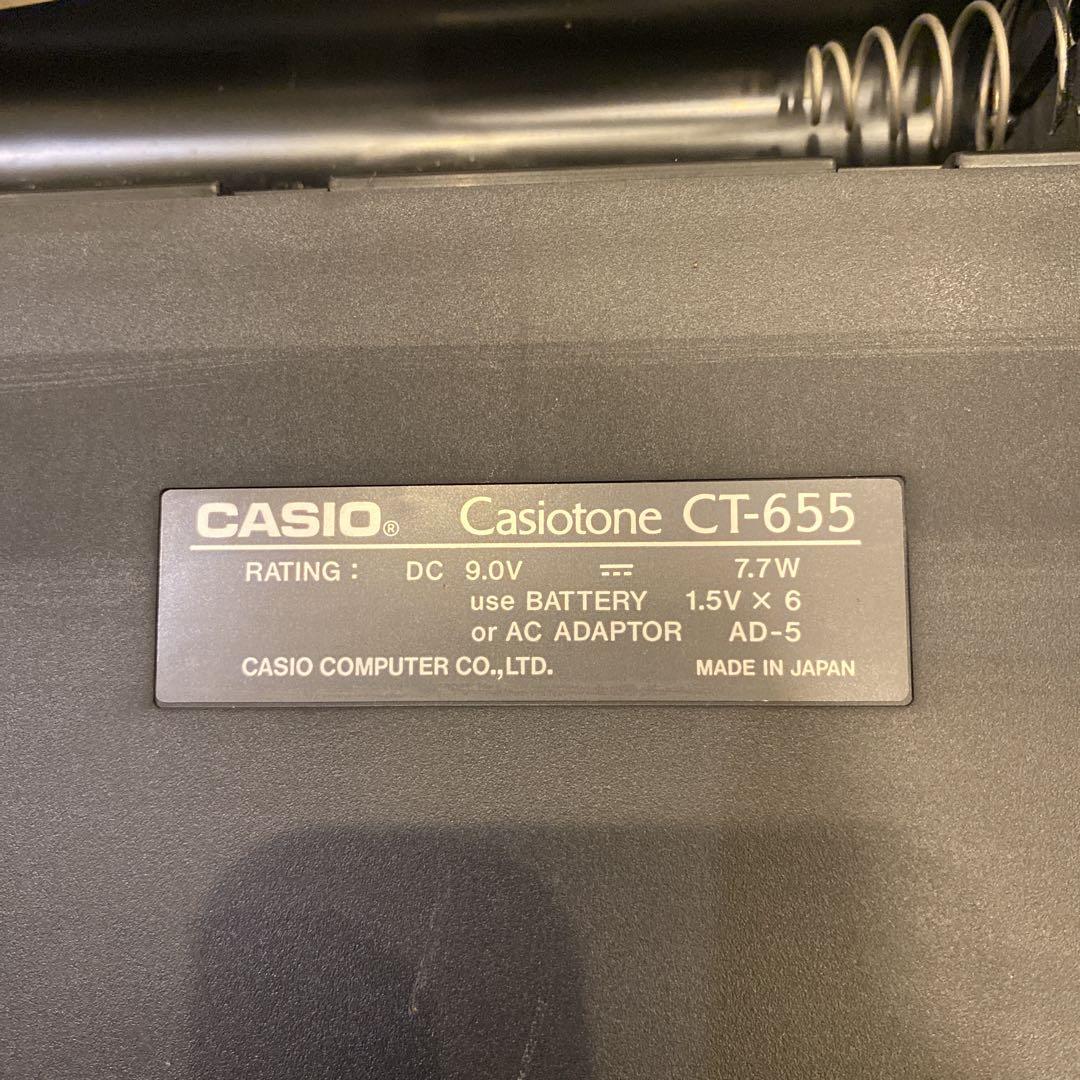 CASIO® Casiotone CT-655
RATING : DC 9.0V ⎓ 7.7W
use BATTERY 1.5V × 6
or AC ADAPTOR AD-5
CASIO COMPUTER CO.,LTD. MADE IN JAPAN